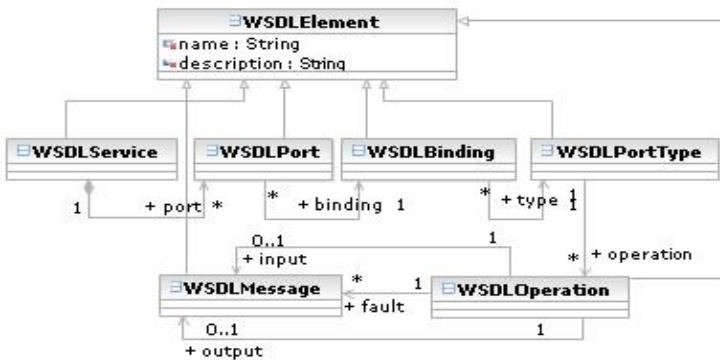 WSDLElement
name : String
description : String
WSDLService
WSDLPort
WSDLBinding
WSDLPortType
1
+ port *
*
+ binding 1
*
+ type 1
1
* + operation
0..1
+ input
1
WSDLMessage
*
+ fault
1
WSDLOperation
0..1
+ output
1